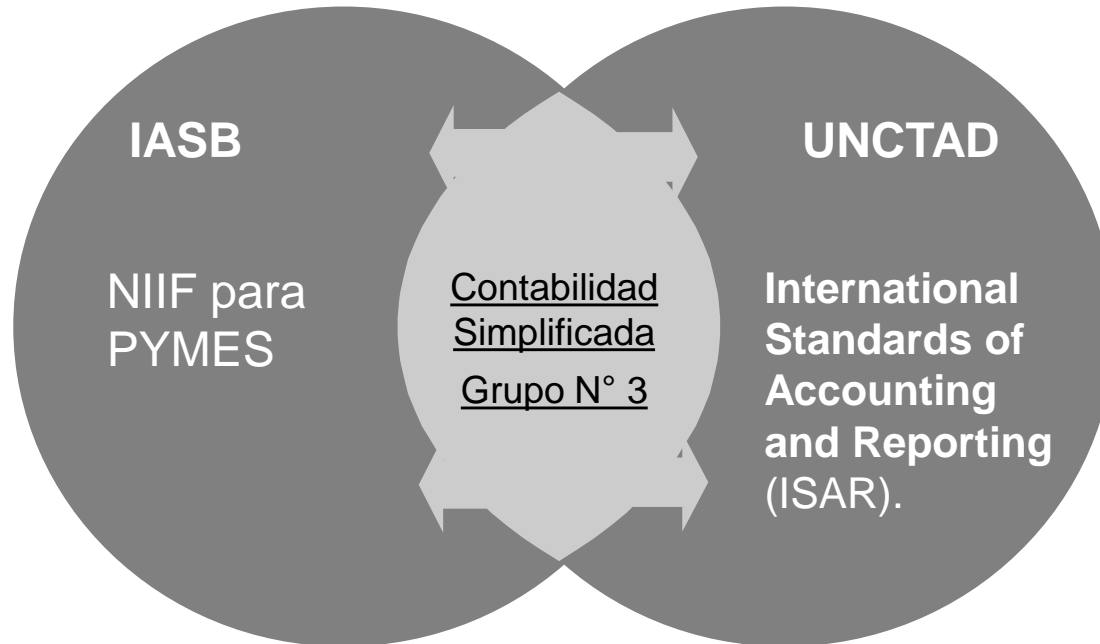 IASB
NIIF para
PYMES
Contabilidad
Simplificada
Grupo N° 3
UNCTAD
International
Standards of
Accounting
and Reporting
(ISAR).